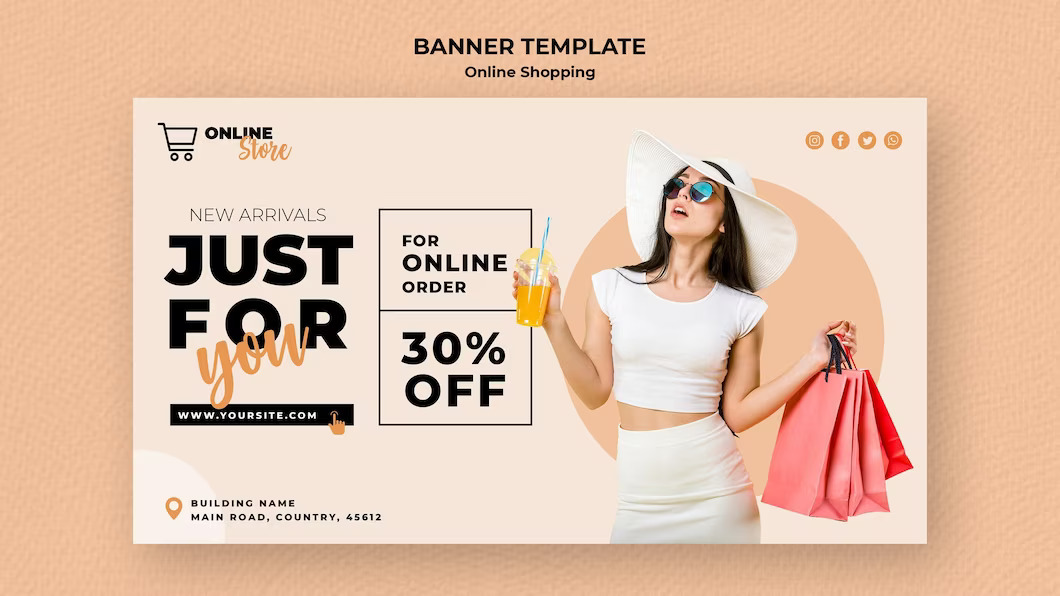 BANNER TEMPLATE
Online Shopping
ONLINE
Store
NEW ARRIVALS
JUST
FOR
you
WWW.YOURSITE.COM
FOR
ONLINE
ORDER
30%
OFF
BUILDING NAME
MAIN ROAD, COUNTRY, 45612